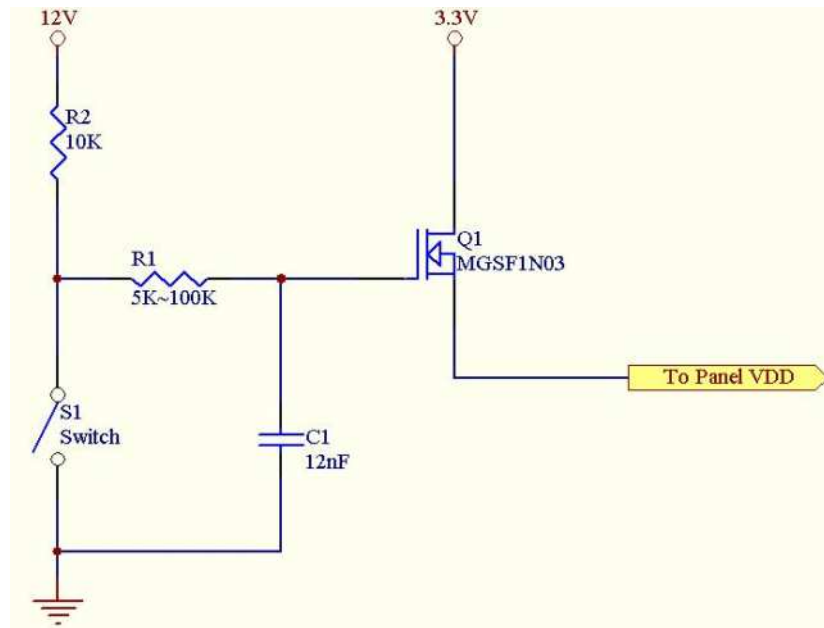 12V
3.3V
R2
10K
R1
5K~100K
Q1
MGSF1N03
To Panel VDD
S1
Switch
C1
12nF